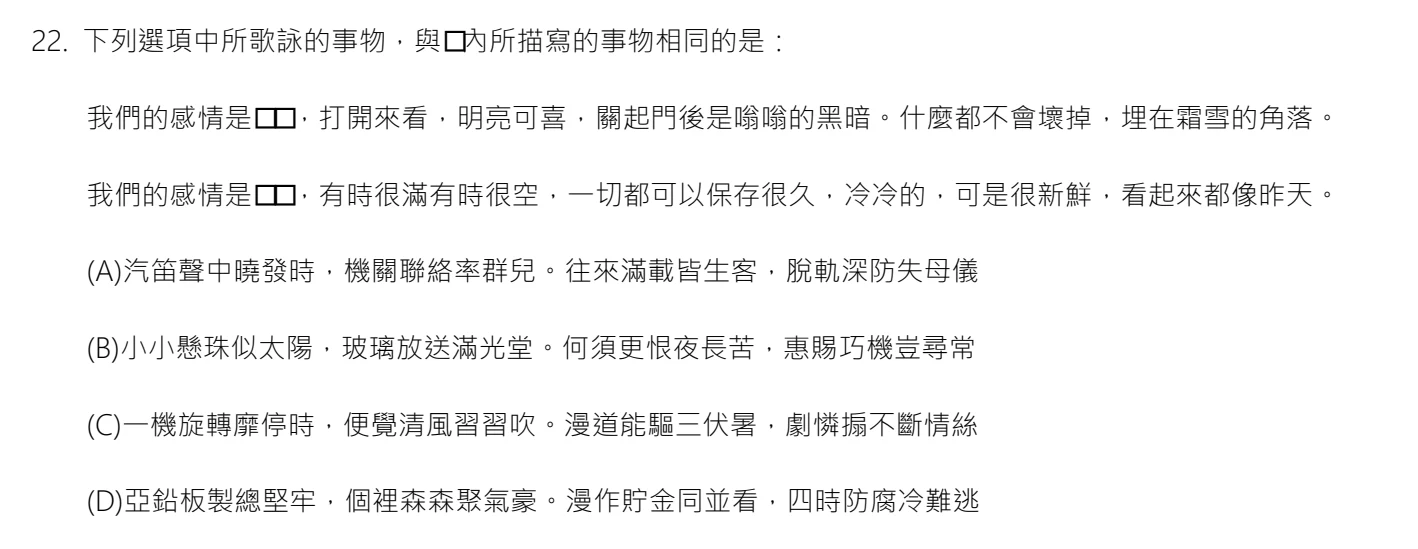 22. 下列選項中所歌詠的事物，與□內所描寫的事物相同的是：
我們的感情是□□，打開來看，明亮可喜，關起門後是嗡嗡的黑暗。什麼都不會壞掉，埋在霜雪的角落。
我們的感情是□□，有時很滿有時很空，一切都可以保存很久，冷冷的，可是很新鮮，看起來都像昨天。
(A)汽笛聲中曉發時，機關聯絡率群兒。往來滿載皆生客，脫軌深防失母儀
(B)小小懸珠似太陽，玻璃放送滿光堂。何須更恨夜長苦，惠賜巧機豈尋常
(C)一機旋轉靡停時，便覺清風習習吹。漫道能驅三伏暑，劇憐搧不斷情絲
(D)亞鉛板製總堅牢，個裡森森聚氣豪。漫作貯金同並看，四時防腐冷難逃